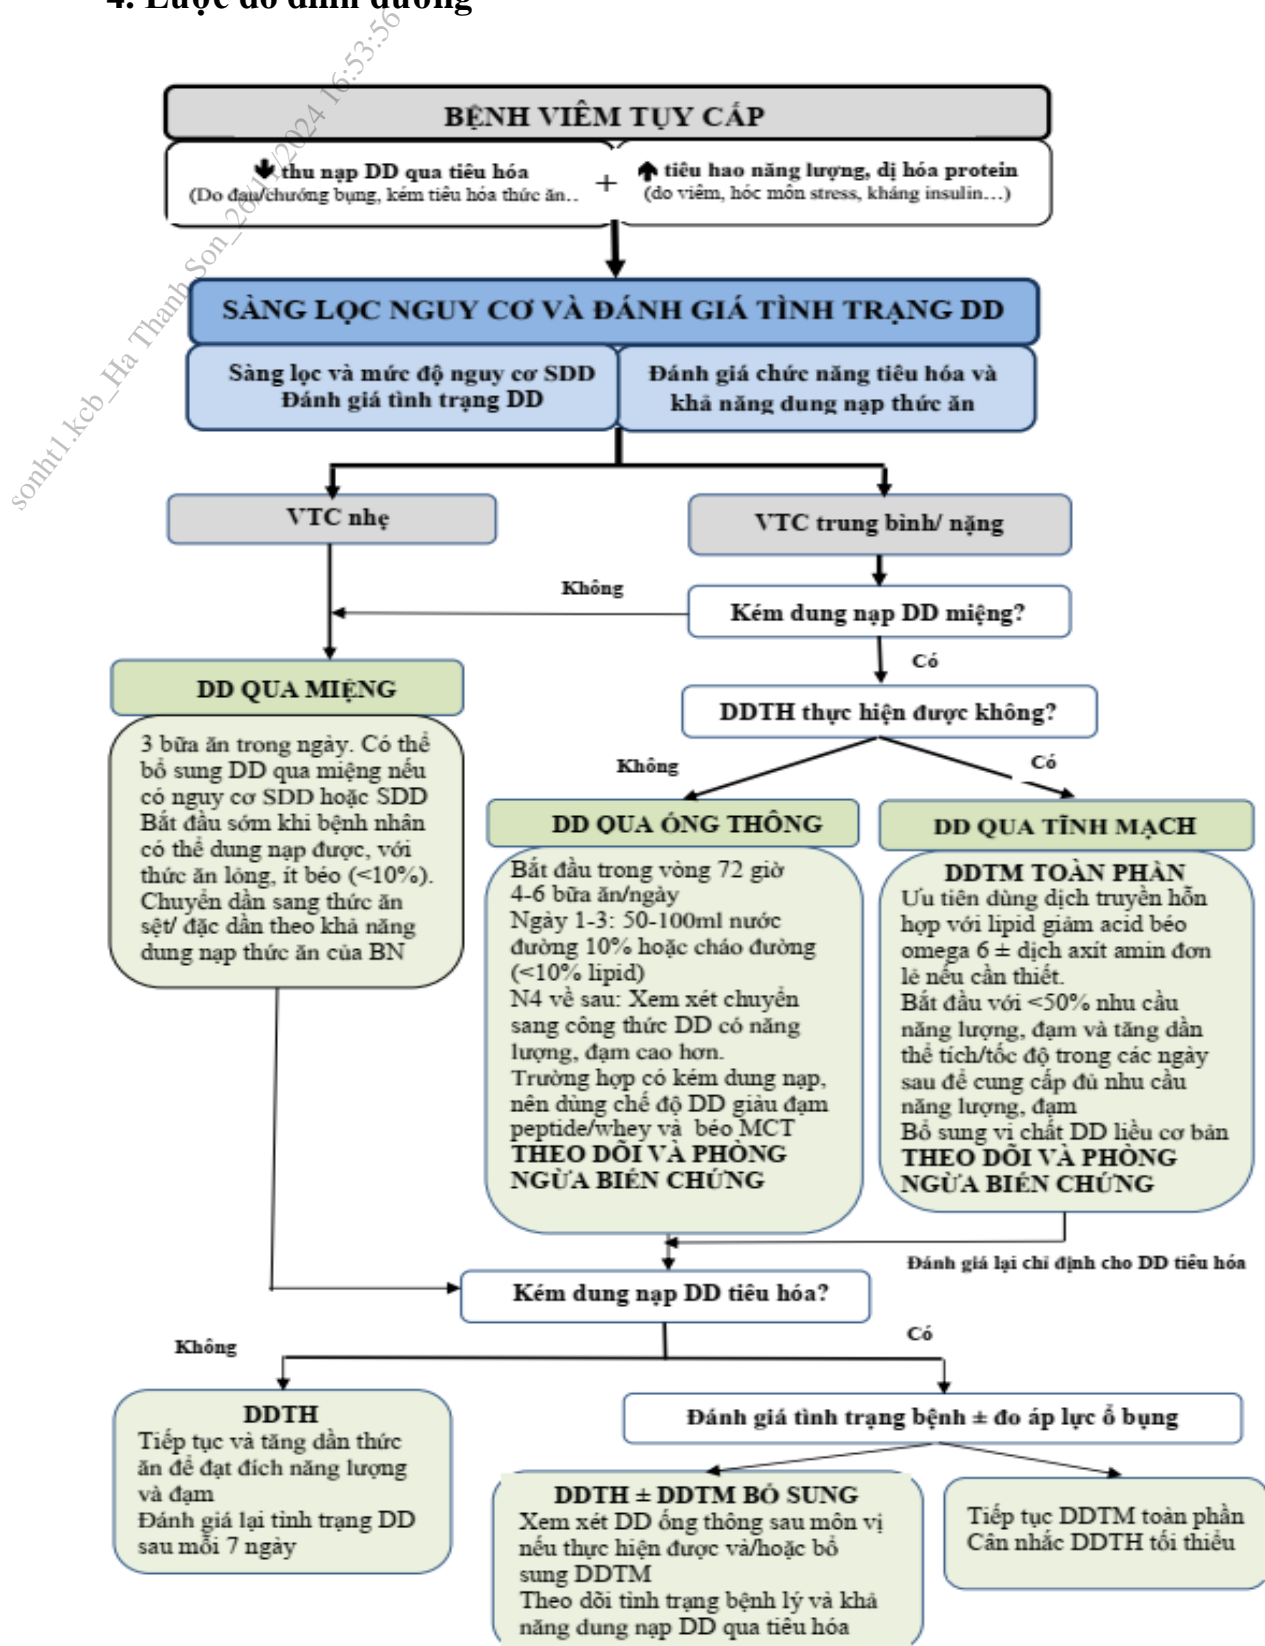 4. Lược đồ dinh dưỡng
sonht1.kcb_Ha Thanh Son_26/11/2024 16:53:56
BỆNH VIÊM TỤY CẤP
thu nạp DD qua tiêu hóa
(Do đau/chướng bụng, kém tiêu hóa thức ăn..
+
tiêu hao năng lượng, dị hóa protein
(do viêm, hóc môn stress, kháng insulin...)
SÀNG LỌC NGUY CƠ VÀ ĐÁNH GIÁ TÌNH TRẠNG DD
Sàng lọc và mức độ nguy cơ SDD
Đánh giá tình trạng DD
Đánh giá chức năng tiêu hóa và
khả năng dung nạp thức ăn
VTC nhẹ
VTC trung bình/ nặng
Không
Kém dung nạp DD miệng?
Có
DD QUA MIỆNG
3 bữa ăn trong ngày. Có thể
bổ sung DD qua miệng nếu
có nguy cơ SDD hoặc SDD
Bắt đầu sớm khi bệnh nhân
có thể dung nạp được, với
thức ăn lỏng, ít béo (<10%).
Chuyển dần sang thức ăn
sệt/ đặc dần theo khả năng
dung nạp thức ăn của BN
DDTH thực hiện được không?
Không
Có
DD QUA ỐNG THÔNG
Bắt đầu trong vòng 72 giờ
4-6 bữa ăn/ngày
Ngày 1-3: 50-100ml nước
đường 10% hoặc cháo đường
(<10% lipid)
N4 về sau: Xem xét chuyển
sang công thức DD có năng
lượng, đạm cao hơn.
Trường hợp có kém dung nạp,
nên dùng chế độ DD giàu đạm
peptide/whey và béo MCT
THEO DÕI VÀ PHÒNG
NGỪA BIẾN CHỨNG
DD QUA TĨNH MẠCH
DDTM TOÀN PHẦN
Ưu tiên dùng dịch truyền hỗn
hợp với lipid giảm acid béo
omega 6 ± dịch axít amin đơn
lẻ nếu cần thiết.
Bắt đầu với <50% nhu cầu
năng lượng, đạm và tăng dần
thể tích/tốc độ trong các ngày
sau để cung cấp đủ nhu cầu
năng lượng, đạm
Bổ sung vi chất DD liều cơ bản
THEO DÕI VÀ PHÒNG
NGỪA BIẾN CHỨNG
Đánh giá lại chỉ định cho DD tiêu hóa
Kém dung nạp DD tiêu hóa?
Không
Có
DDTH
Tiếp tục và tăng dần thức
ăn để đạt đích năng lượng
và đạm
Đánh giá lại tình trạng DD
sau mỗi 7 ngày
Đánh giá tình trạng bệnh ± đo áp lực ổ bụng
DDTH ± DDTM BỔ SUNG
Xem xét DD ống thông sau môn vị
nếu thực hiện được và/hoặc bổ
sung DDTM
Theo dõi tình trạng bệnh lý và khả
năng dung nạp DD qua tiêu hóa
Tiếp tục DDTM toàn phần
Cân nhắc DDTH tối thiểu